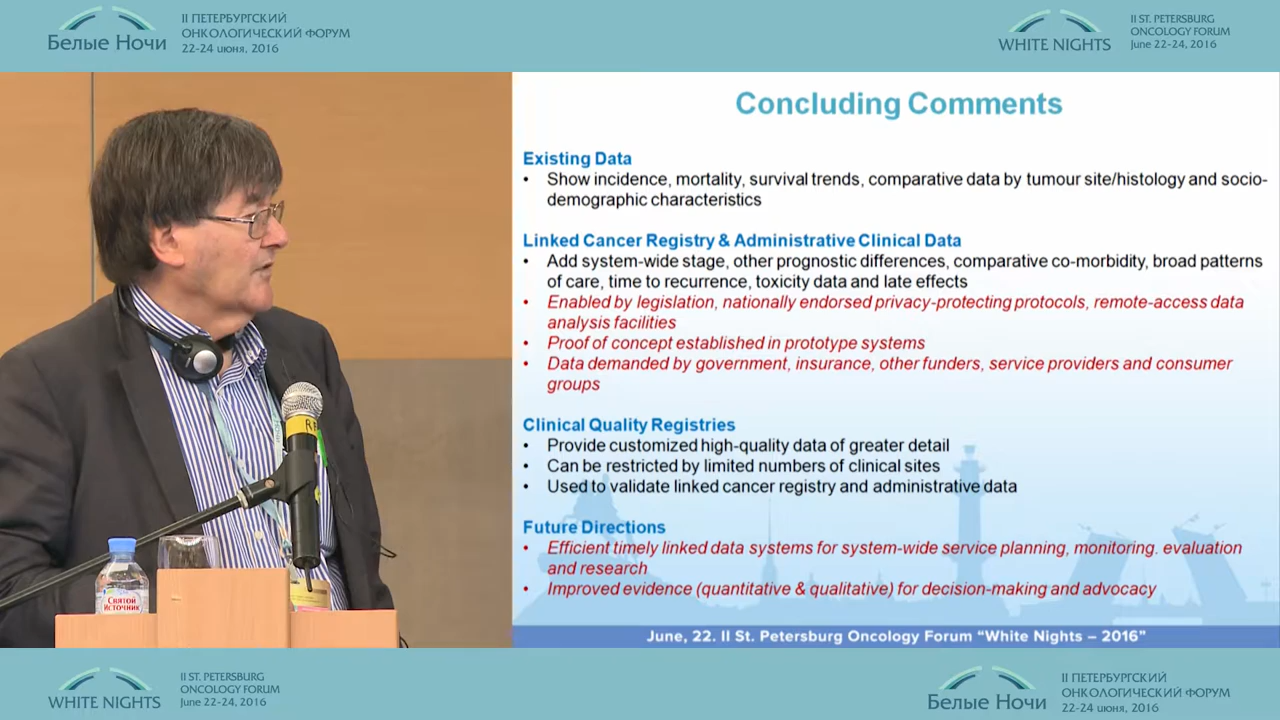 Белые Ночи
II ПЕТЕРБУРГСКИЙ
ОНКОЛОГИЧЕСКИЙ ФОРУМ
22-24 июня, 2016
WHITE NIGHTS
II ST. PETERSBURG
ONCOLOGY FORUM
June 22-24, 2016
Concluding Comments
Existing Data
• Show incidence, mortality, survival trends, comparative data by tumour site/histology and socio-
demographic characteristics
Linked Cancer Registry & Administrative Clinical Data
• Add system-wide stage, other prognostic differences, comparative co-morbidity, broad patterns
of care, time to recurrence, toxicity data and late effects
• Enabled by legislation, nationally endorsed privacy-protecting protocols, remote-access data
analysis facilities
• Proof of concept established in prototype systems
• Data demanded by government, insurance, other funders, service providers and consumer
groups
Clinical Quality Registries
• Provide customized high-quality data of greater detail
• Can be restricted by limited numbers of clinical sites
• Used to validate linked cancer registry and administrative data
Future Directions
• Efficient timely linked data systems for system-wide service planning, monitoring. evaluation
and research
• Improved evidence (quantitative & qualitative) for decision-making and advocacy
June, 22. II St. Petersburg Oncology Forum “White Nights – 2016”
Святой
Источник
WHITE NIGHTS
II ST. PETERSBURG
ONCOLOGY FORUM
June 22-24, 2016
Белые Ночи
II ПЕТЕРБУРГСКИЙ
ОНКОЛОГИЧЕСКИЙ ФОРУМ
22-24 июня, 2016